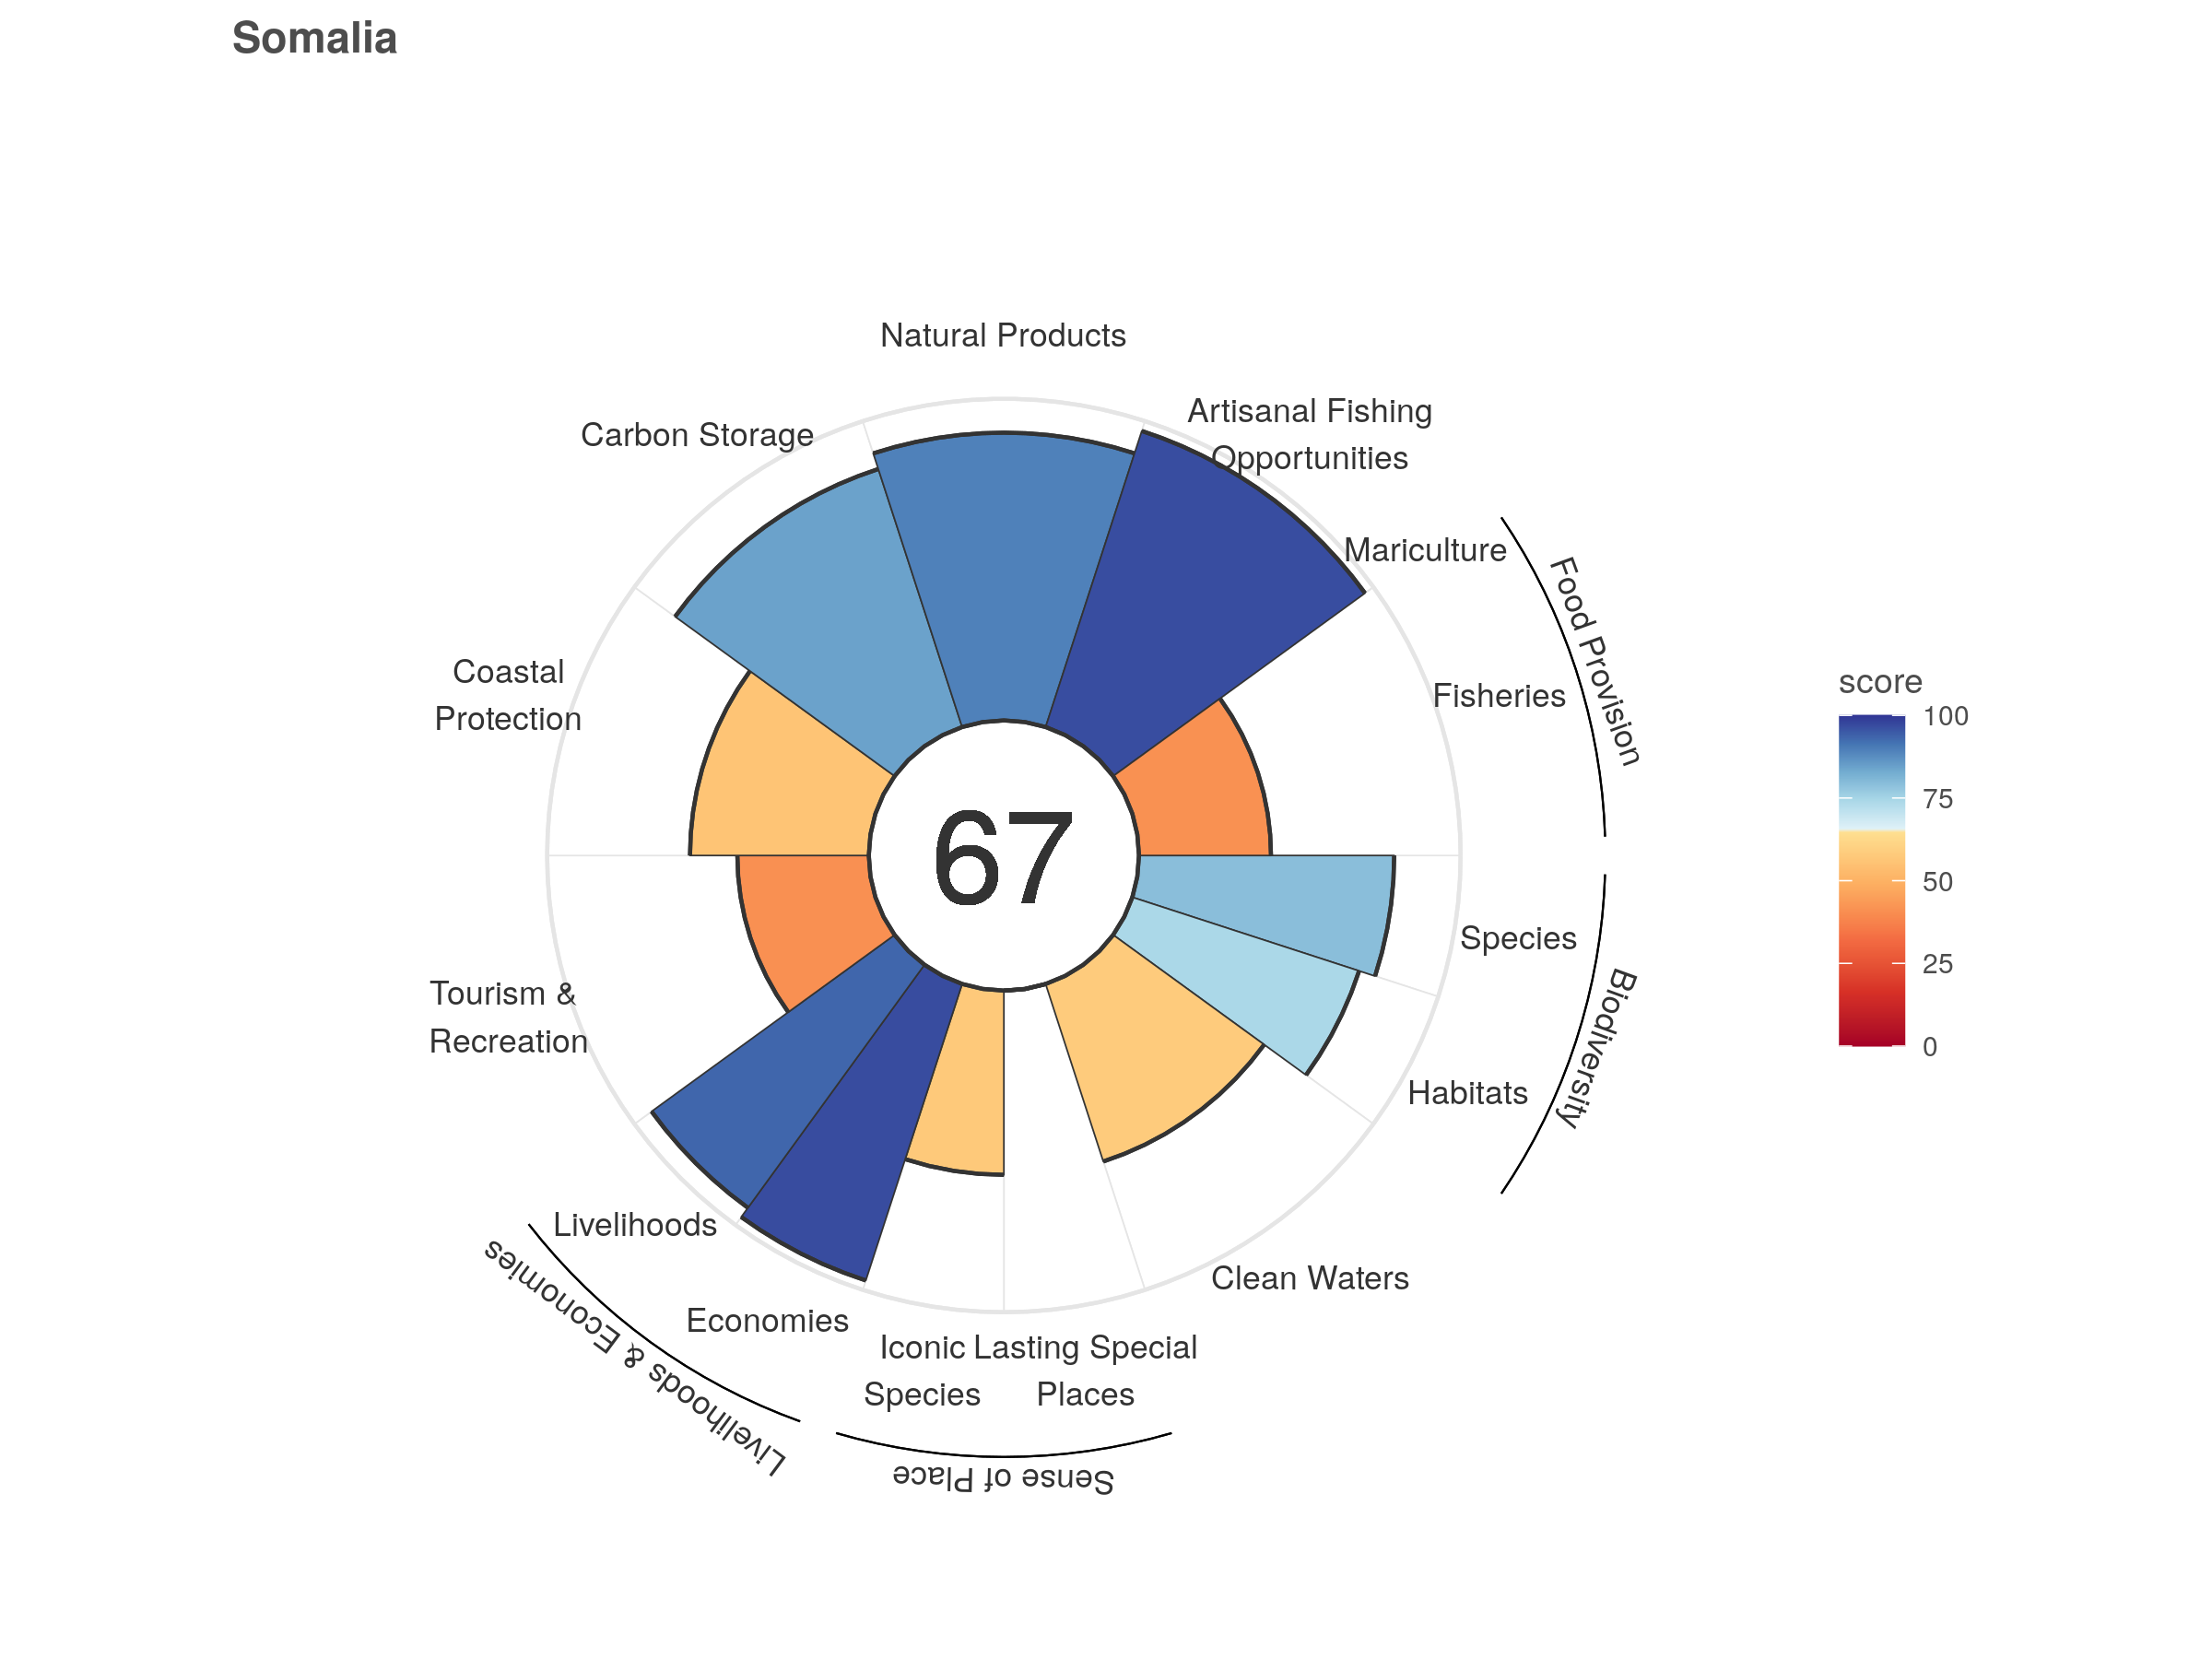 Somalia
Natural Products
Artisanal Fishing
Opportunities
Carbon Storage
Mariculture
Food Provision
Coastal
Protection
Fisheries
score
100
75
50
25
0
67
Species
Biodiversity
Tourism &
Recreation
Habitats
Livelihoods
Livelihoods & Economies
Clean Waters
Economies
Iconic
Species
Lasting Special
Places
Sense of Place